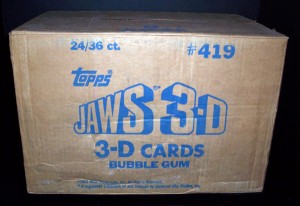 24/36 ct. #419
topps
JAWS 3-D
3-D CARDS
BUBBLE GUM